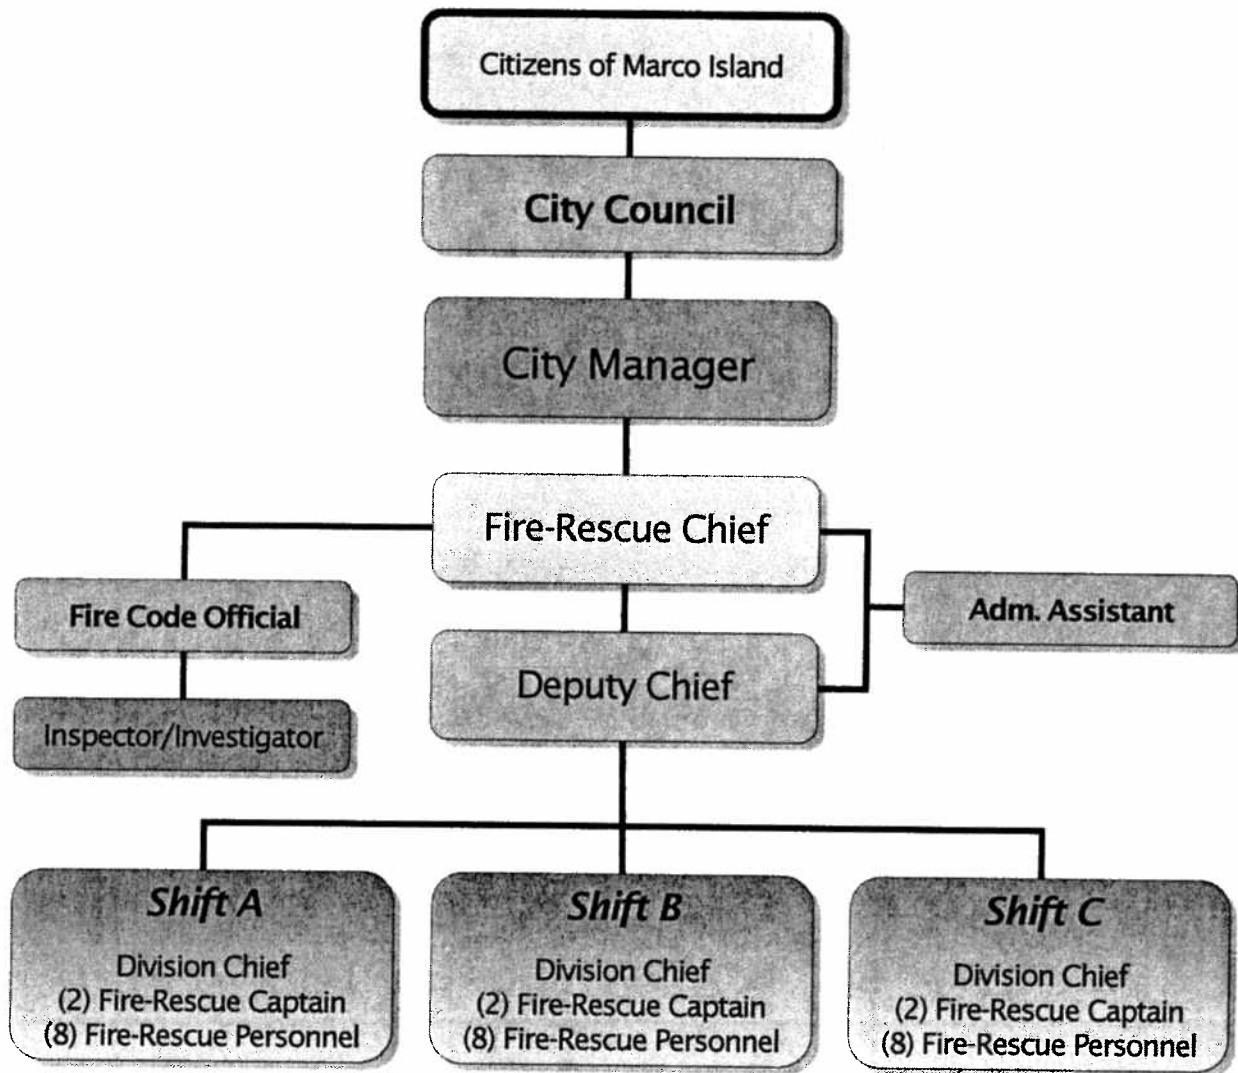 Citizens of Marco Island
City Council
City Manager
Fire-Rescue Chief
Fire Code Official
Adm. Assistant
Deputy Chief
Inspector/Investigator
Shift A
Division Chief
(2) Fire-Rescue Captain
(8) Fire-Rescue Personnel
Shift B
Division Chief
(2) Fire-Rescue Captain
(8) Fire-Rescue Personnel
Shift C
Division Chief
(2) Fire-Rescue Captain
(8) Fire-Rescue Personnel